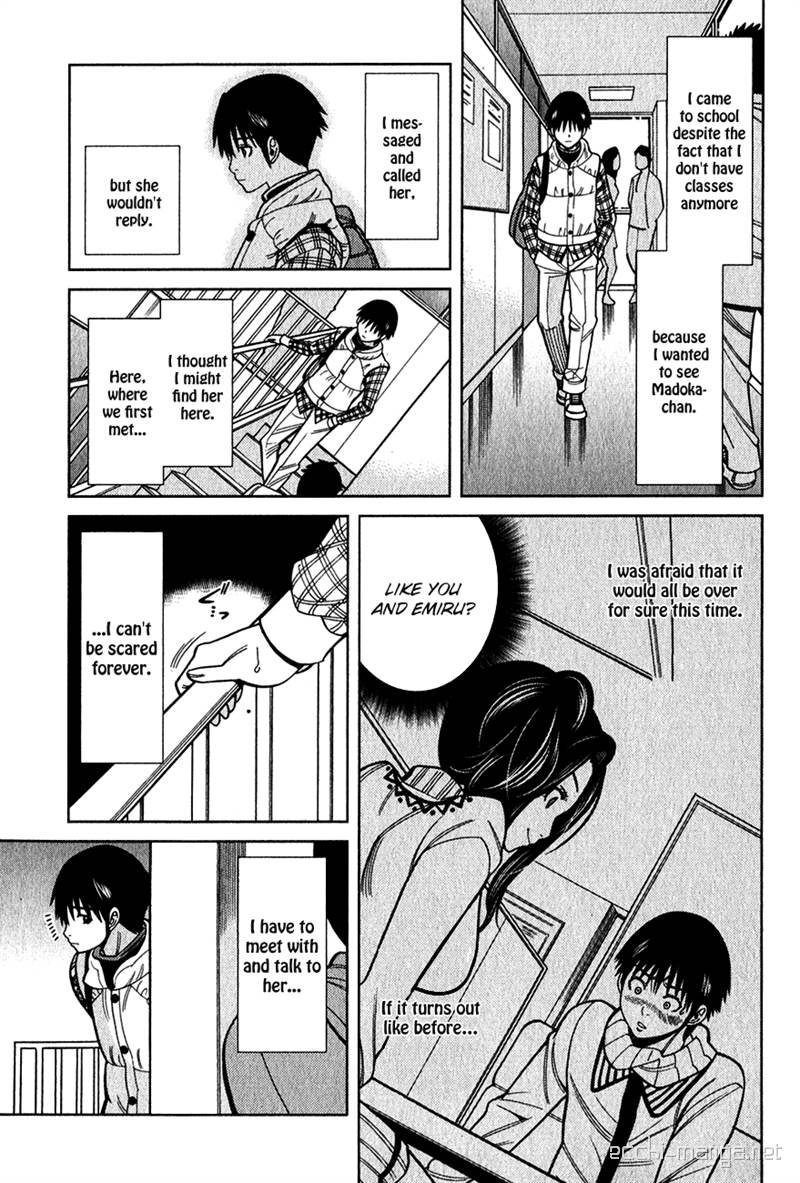 I came
to school
despite the
fact that I
don't have
classes
anymore
because
I wanted
to see
Madoka-
chan.
I mes-
saged
and
called
her,
but she
wouldn't
reply.
I thought
I might
find her
here.
Here,
where we
first
met...
I was afraid that it
would all be over
for sure this time.
LIKE YOU
AND EMIRU?
If it turns out
like before...
...I can't
be scared
forever.
I have to
meet with
and talk to
her...
ecchi-manga.net